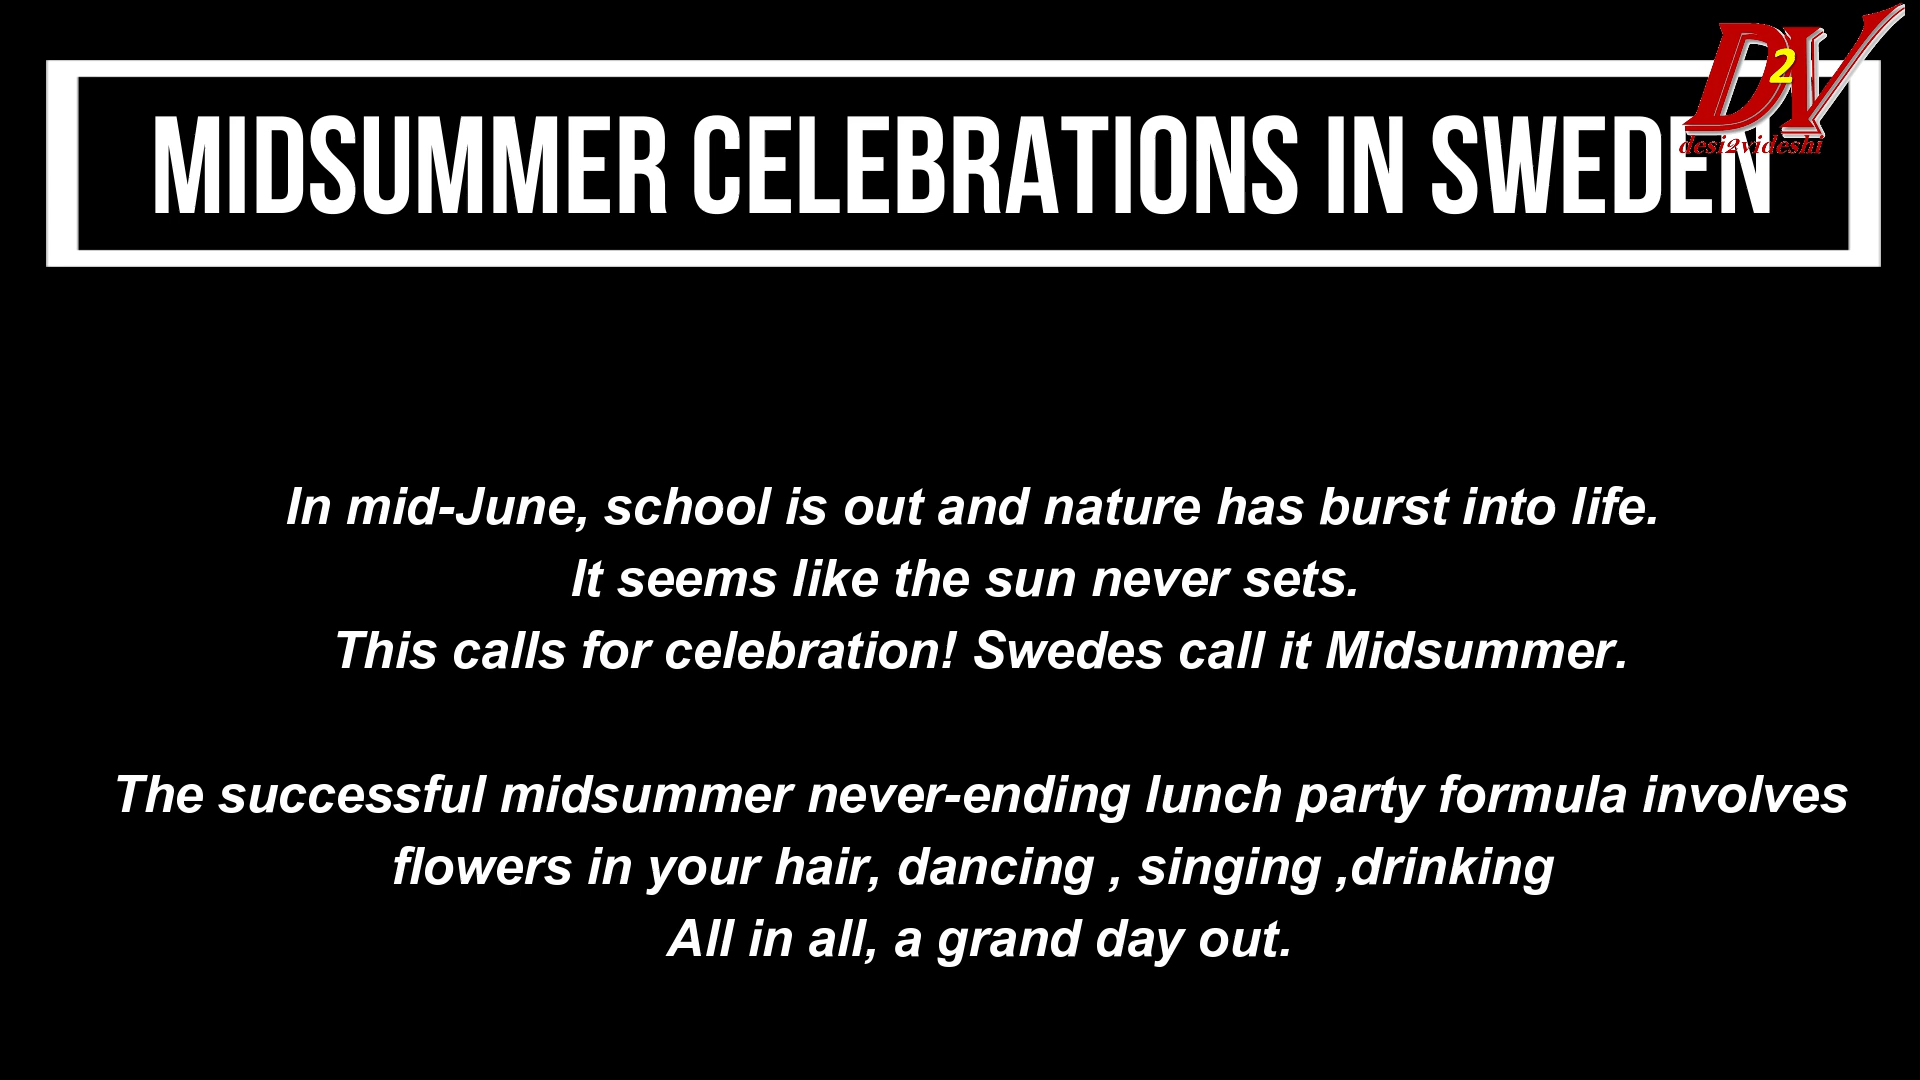 D2V
desi2videshi
MIDSUMMER CELEBRATIONS IN SWEDEN
In mid-June, school is out and nature has burst into life.
It seems like the sun never sets.
This calls for celebration! Swedes call it Midsummer.
The successful midsummer never-ending lunch party formula involves
flowers in your hair, dancing , singing ,drinking
All in all, a grand day out.